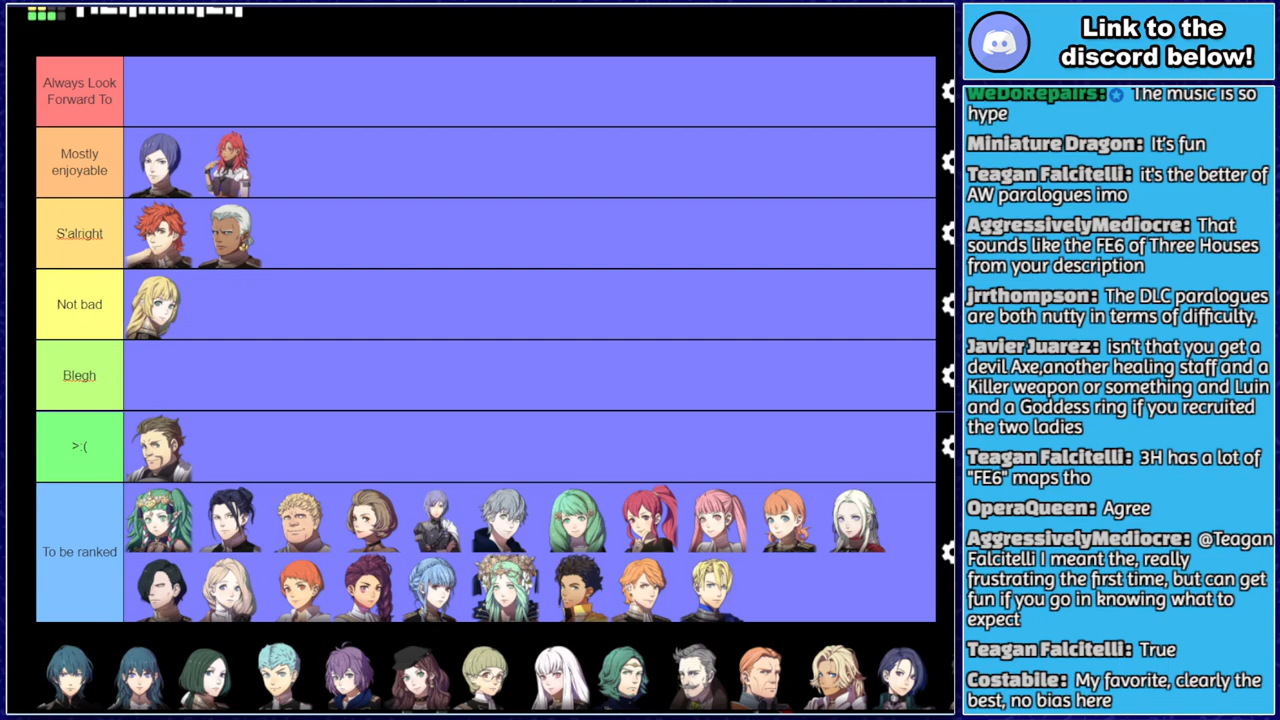 Link to the
discord below!
Always Look
Forward To
Mostly
enjoyable
S'alright
Not bad
Blegh
>:(
To be ranked
WeDoRepairs: The music is so
hype
Miniature Dragon: It's fun
Teagan Falcitelli: it's the better of
AW paralogues imo
AggressivelyMediocre: That
sounds like the FE6 of Three Houses
from your description
jrrthompson: The DLC paralogues
are both nutty in terms of difficulty.
Javier Juarez: isn't that you get a
devil Axe,another healing staff and a
Killer weapon or something and Luin
and a Goddess ring if you recruited
the two ladies
Teagan Falcitelli: 3H has a lot of
"FE6" maps tho
OperaQueen: Agree
AggressivelyMediocre: @Teagan
Falcitelli I meant the, really
frustrating the first time, but can get
fun if you go in knowing what to
expect
Teagan Falcitelli: True
Costabile: My favorite, clearly the
best, no bias here